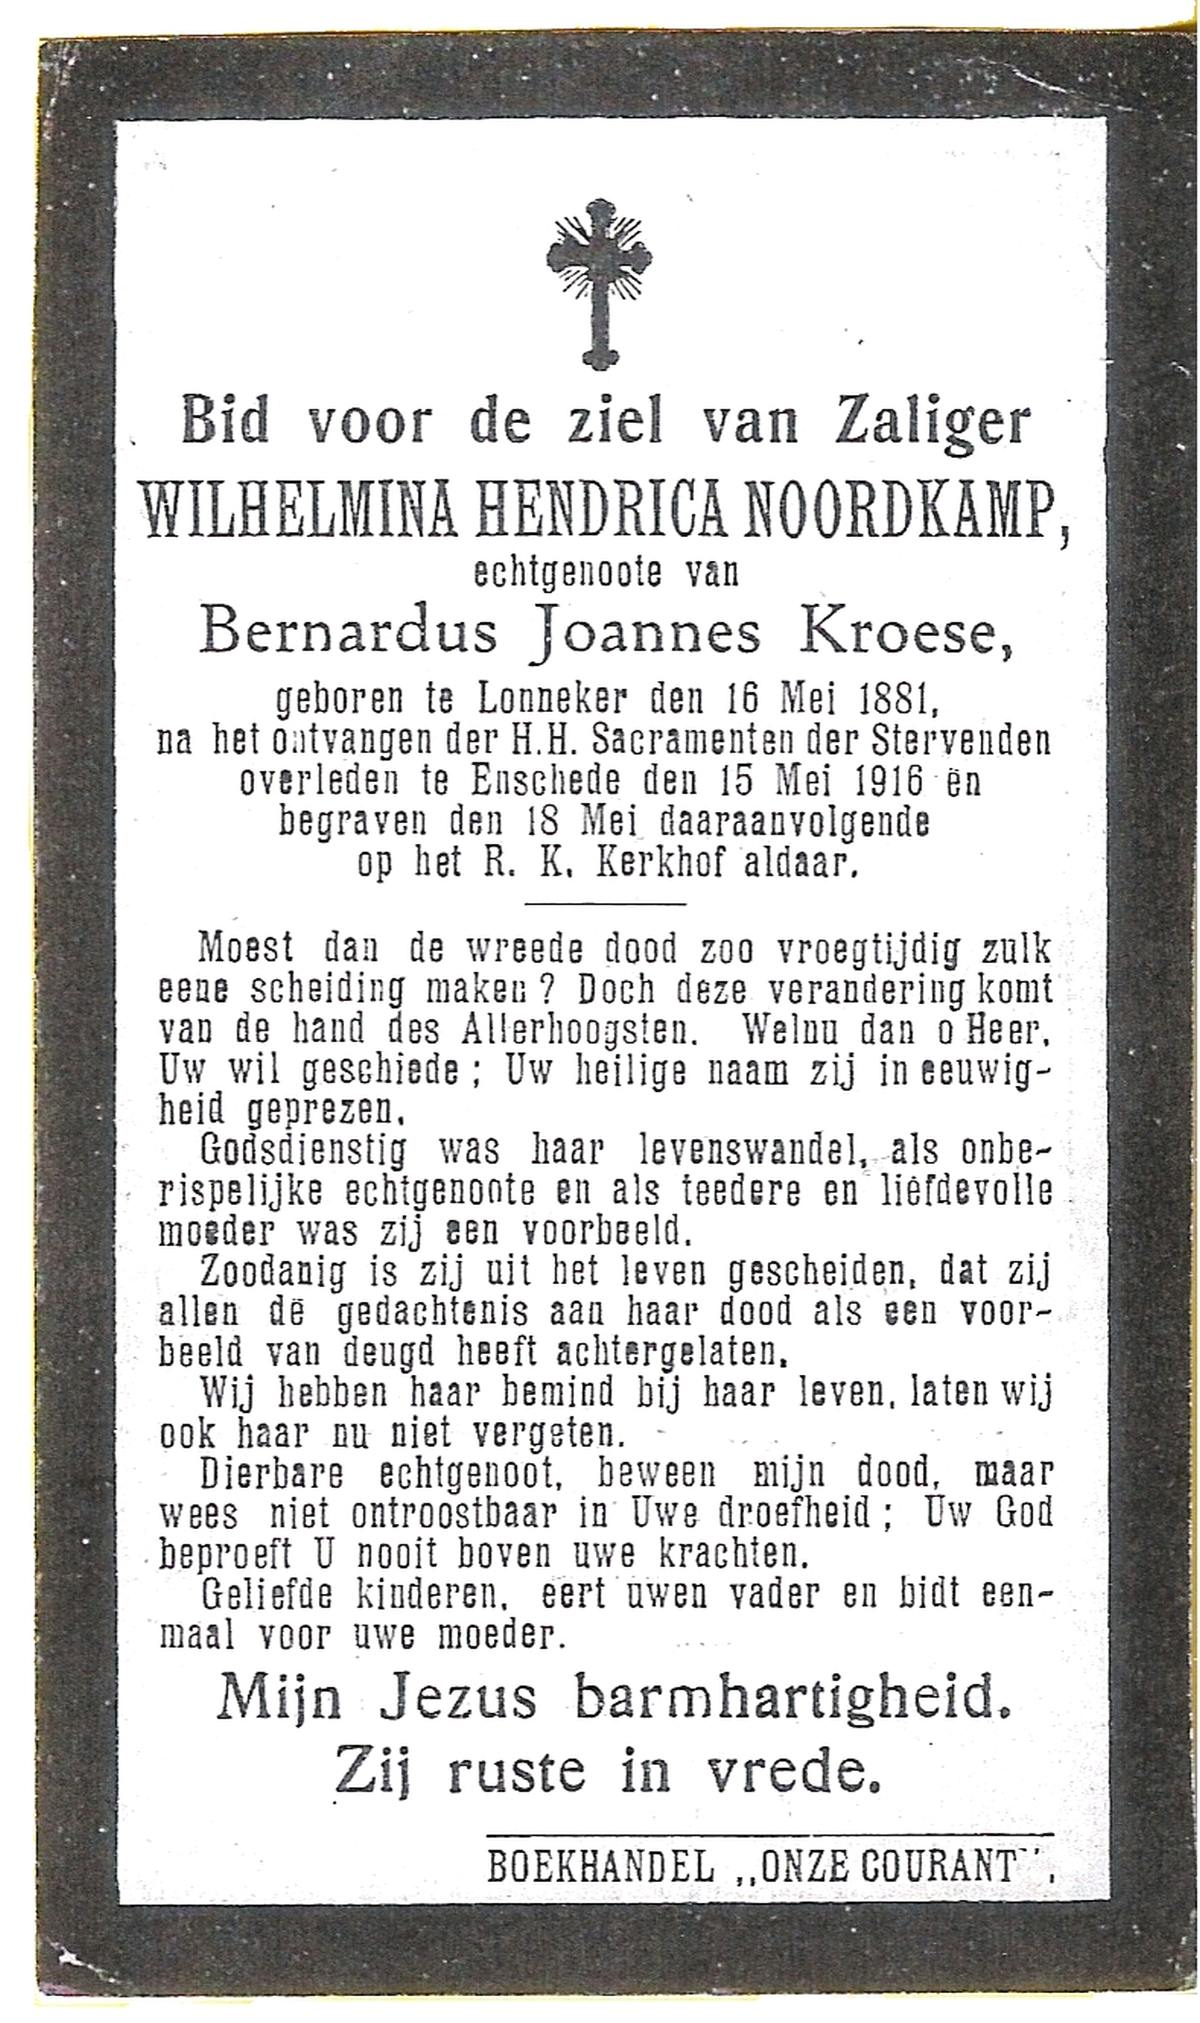 Bid voor de ziel van Zaliger
WILHELMINA HENDRICA NOORDKAMP,
echtgenoote van
Bernardus Joannes Kroese,
geboren te Lonneker den 16 Mei 1881,
na het ontvangen der H.H. Sacramenten der Stervenden
overleden te Enschede den 15 Mei 1916 en
begraven den 18 Mei daaraanvolgende
op het R. K. Kerkhof aldaar.
Moest dan de wreede dood zoo vroegtijdig zulk
eene scheiding maken? Doch deze verandering komt
van de hand des Allerhoogsten. Welnu dan o Heer,
Uw wil geschiede; Uw heilige naam zij in eeuwig-
heid geprezen.
Godsdienstig was haar levenswandel, als onbe-
rispelijke echtgenoote en als teedere en liefdevolle
moeder was zij een voorbeeld.
Zoodanig is zij uit het leven gescheiden, dat zij
allen de gedachtenis aan haar dood als een voor-
beeld van deugd heeft achtergelaten.
Wij hebben haar bemind bij haar leven, laten wij
ook haar nu niet vergeten.
Dierbare echtgenoot, beween mijn dood, maar
wees niet ontroostbaar in Uwe droefheid; Uw God
beproeft U nooit boven uwe krachten.
Geliefde kinderen, eert uwen vader en bidt een-
maal voor uwe moeder.
Mijn Jezus barmhartigheid.
Zij ruste in vrede.
BOEKHANDEL ,,ONZE COURANT".